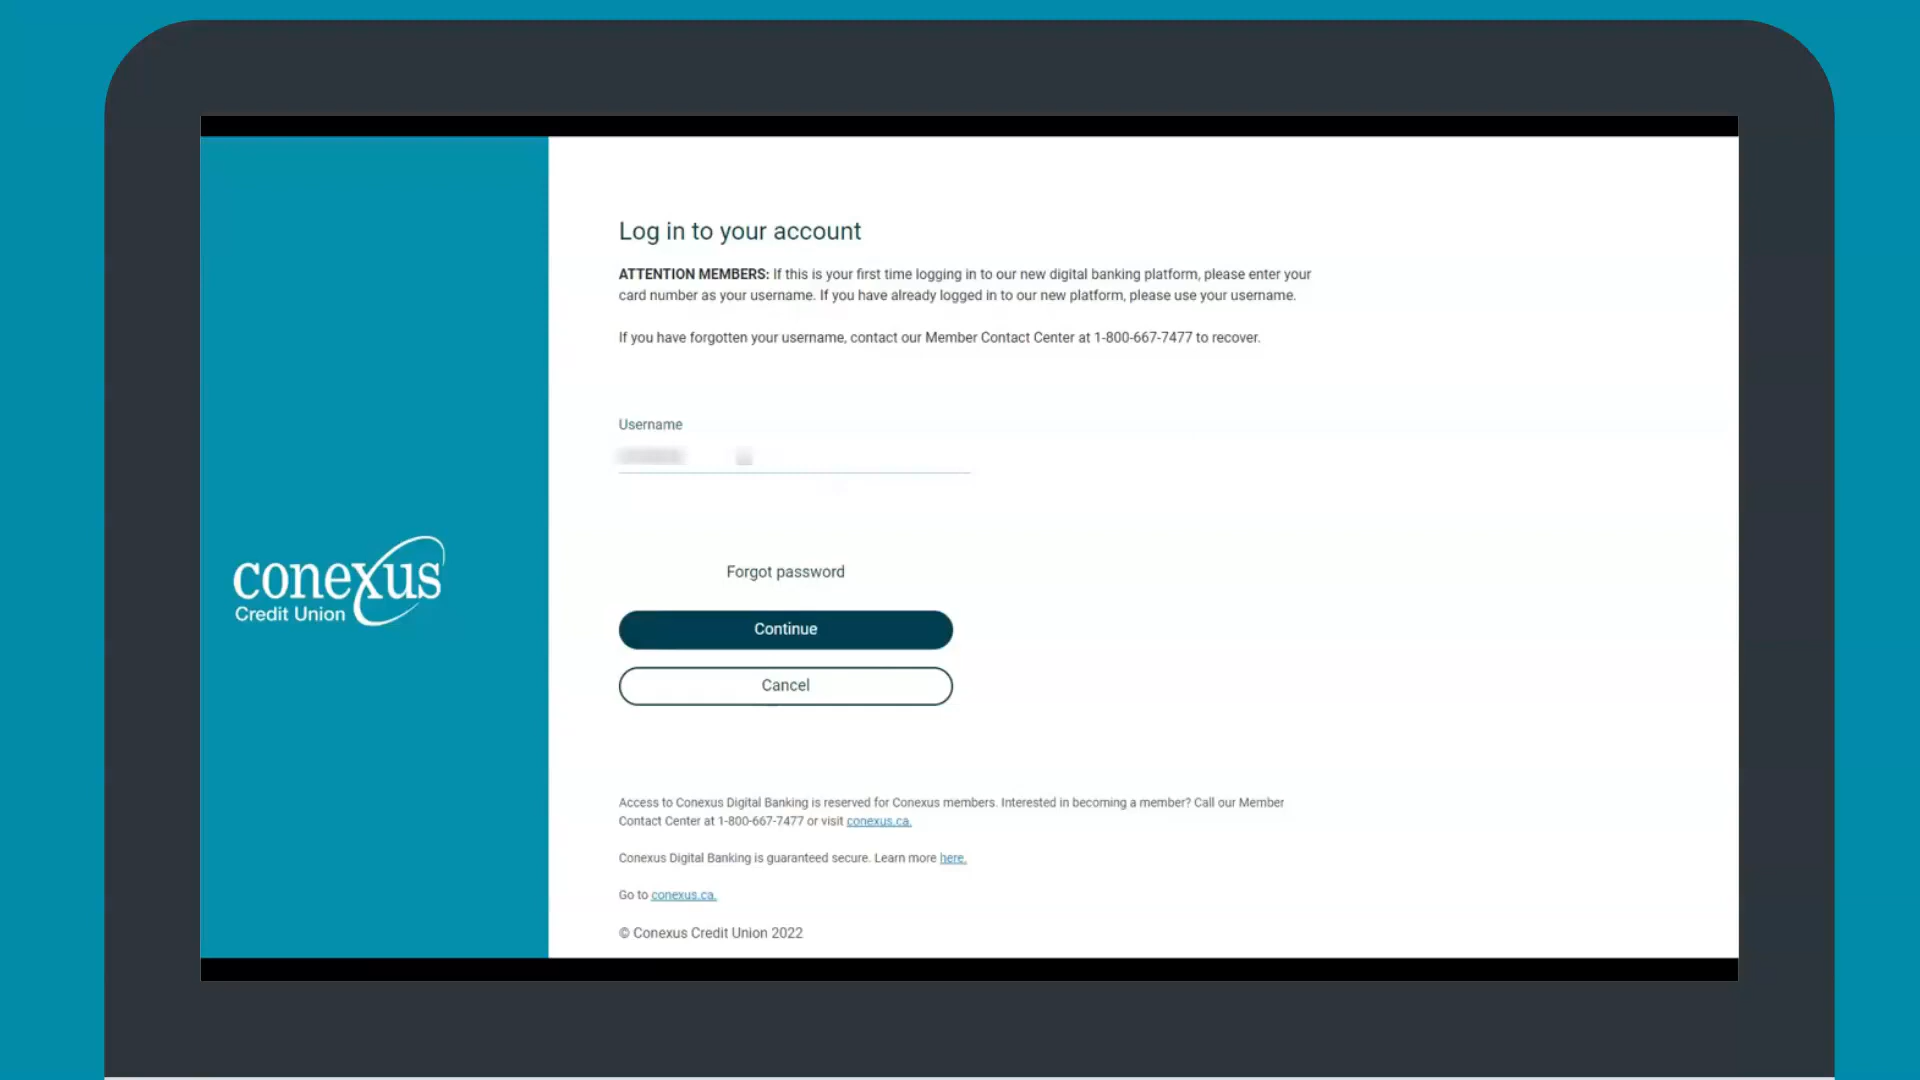 Log in to your account
ATTENTION MEMBERS: If this is your first time logging in to our new digital banking platform, please enter your
card number as your username. If you have already logged in to our new platform, please use your username.
If you have forgotten your username, contact our Member Contact Center at 1-800-667-7477 to recover.
Username
conexus
Credit Union
Forgot password
Continue
Cancel
Access to Conexus Digital Banking is reserved for Conexus members. Interested in becoming a member? Call our Member
Contact Center at 1-800-667-7477 or visit conexus.ca.
Conexus Digital Banking is guaranteed secure. Learn more here.
Go to conexus.ca.
© Conexus Credit Union 2022